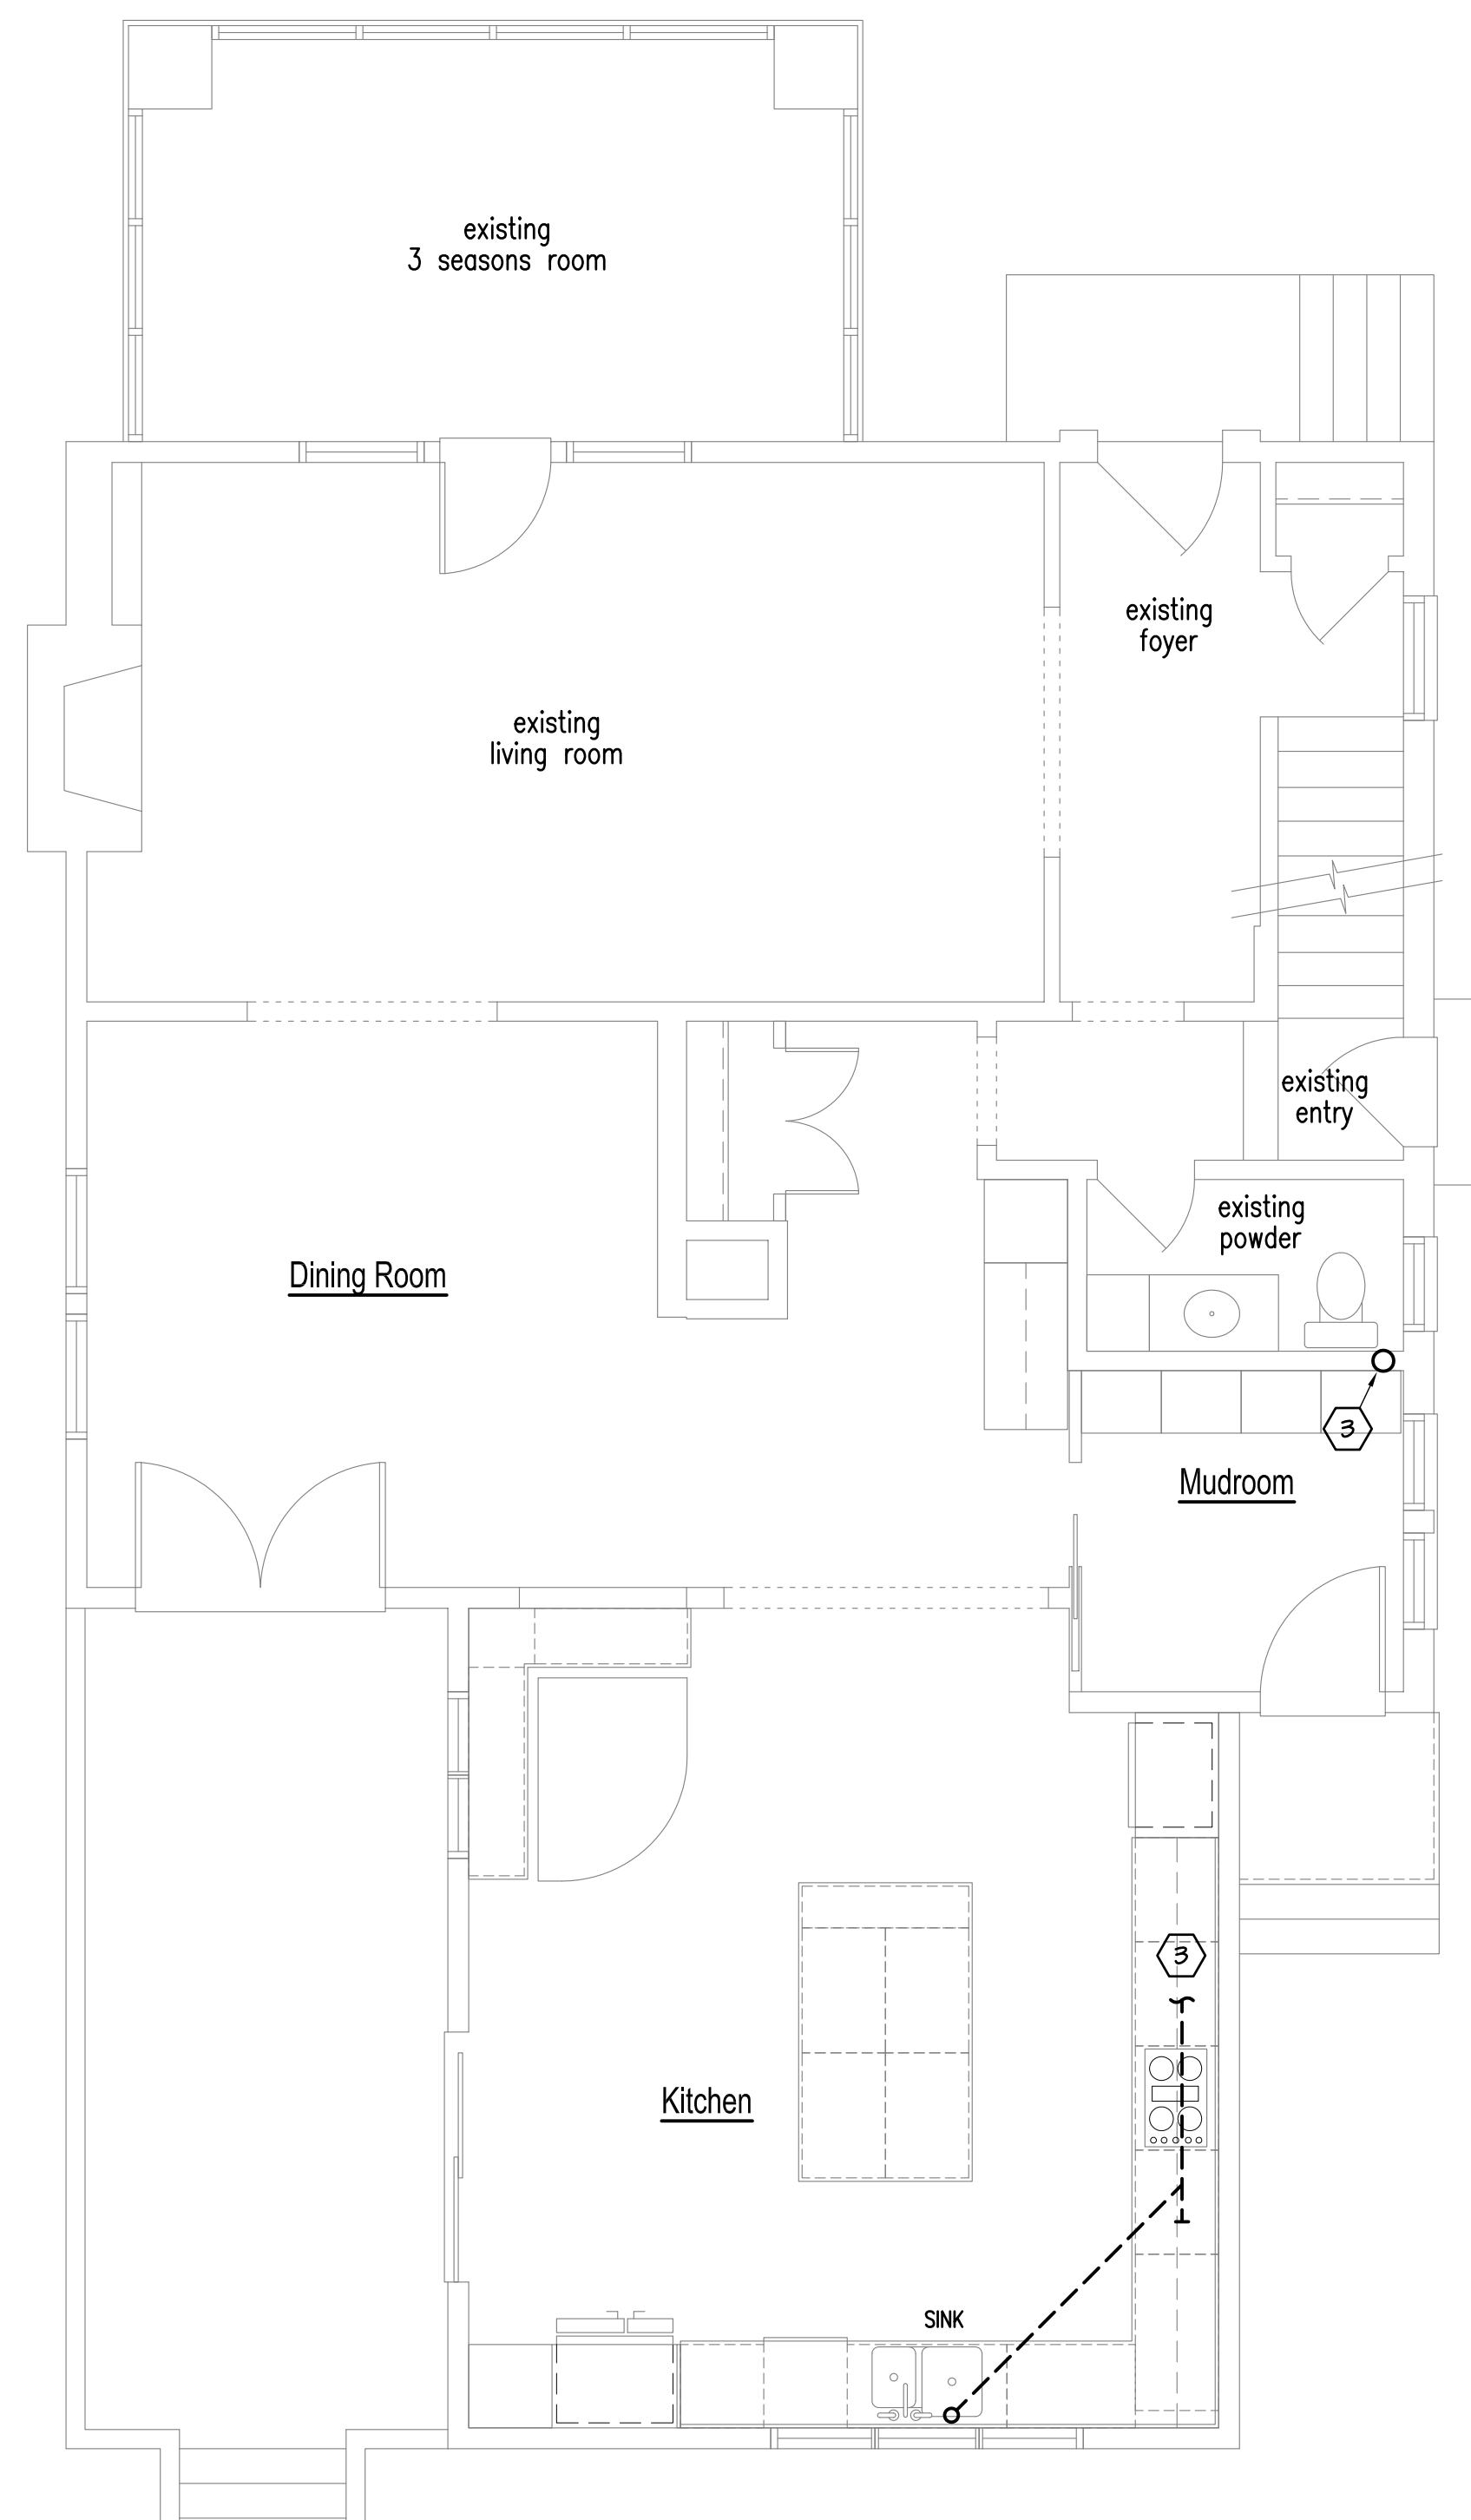 existing
3 seasons room
existing
foyer
existing
living room
existing
entry
existing
powder
Dining Room
3
Mudroom
3
Kitchen
SINK